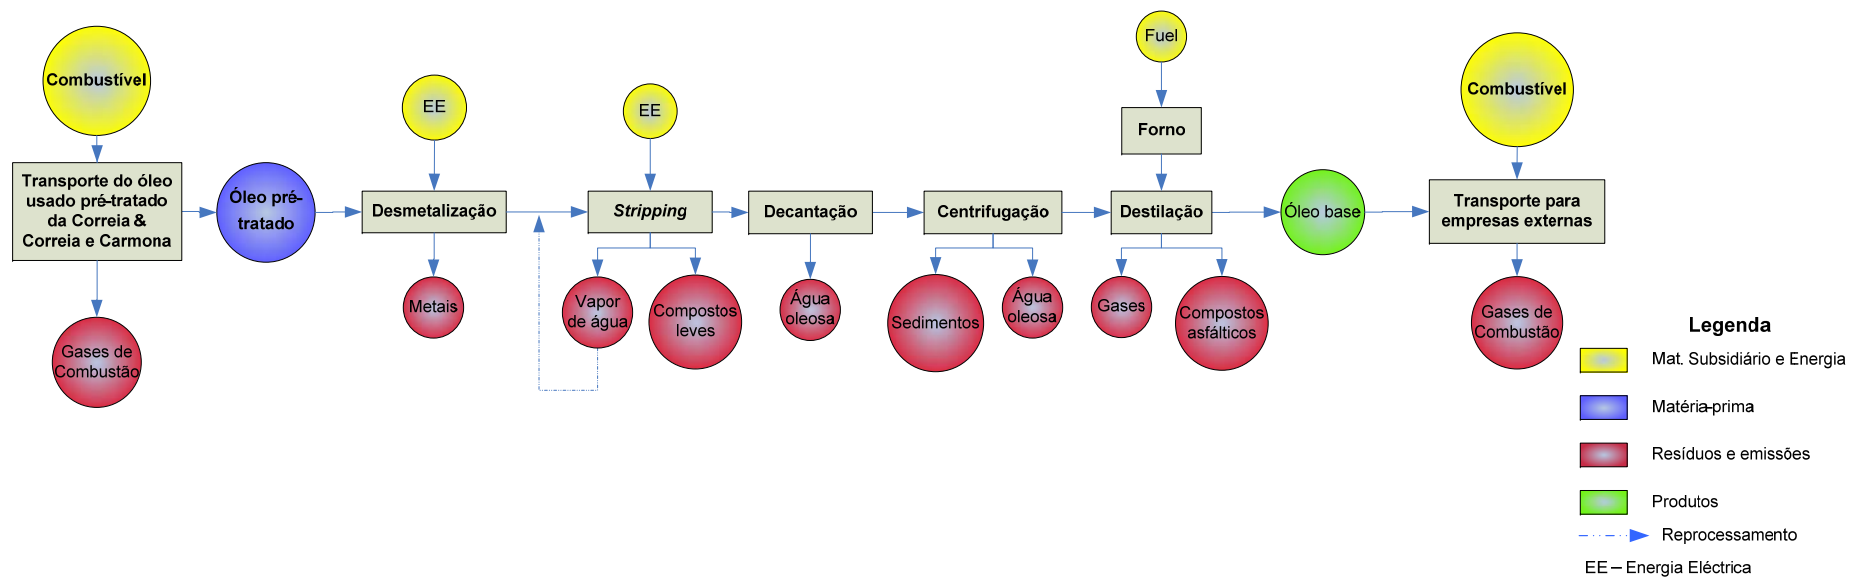 Combustível
Transporte do óleo
usado pré-tratado
da Correia &
Correia e Carmona
Gases de
Combustão
Óleo pré-
tratado
EE
Desmetalização
Metais
EE
Stripping
Vapor
de água
Compostos
leves
Decantação
Água
oleosa
Centrifugação
Sedimentos
Água
oleosa
Fuel
Forno
Destilação
Gases
Compostos
asfálticos
Óleo base
Combustível
Transporte para
empresas externas
Gases de
Combustão
Legenda
Mat. Subsidiário e Energia
Matéria-prima
Resíduos e emissões
Produtos
Reprocessamento
EE – Energia Eléctrica